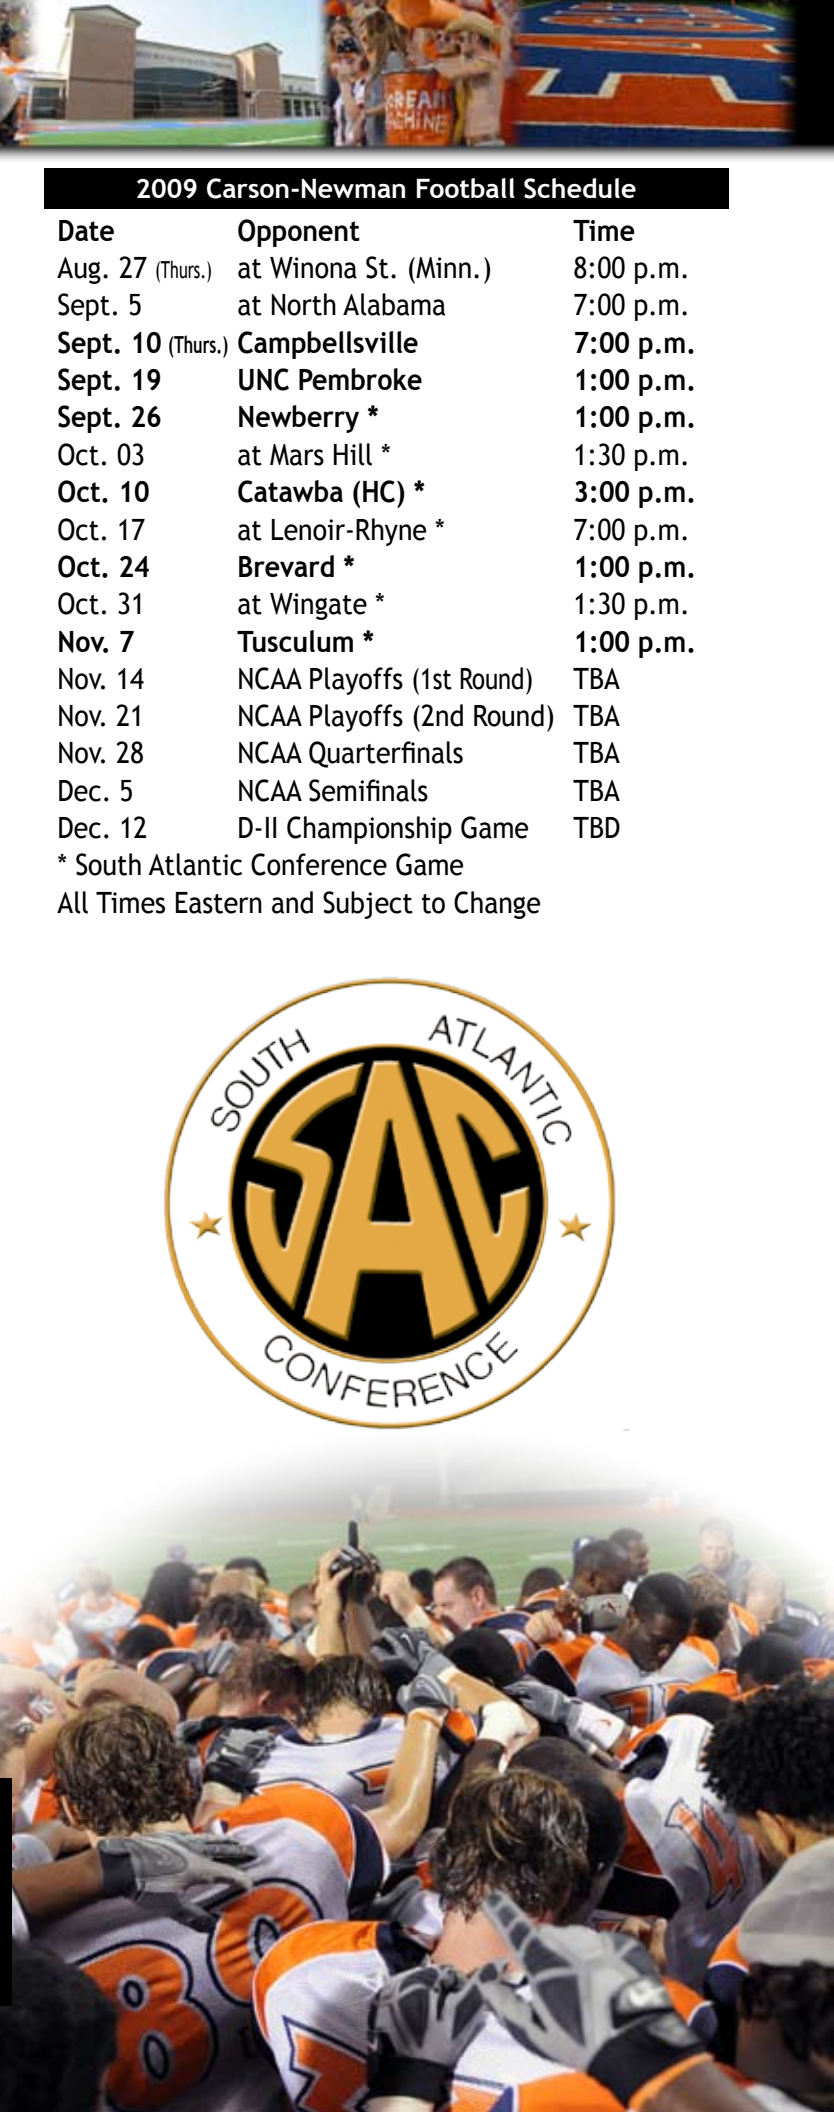 CREAM
MACHINE
2009 Carson-Newman Football Schedule
Date Opponent Time
Aug. 27 (Thurs.) at Winona St. (Minn.) 8:00 p.m.
Sept. 5 at North Alabama 7:00 p.m.
Sept. 10 (Thurs.) Campbellsville 7:00 p.m.
Sept. 19 UNC Pembroke 1:00 p.m.
Sept. 26 Newberry * 1:00 p.m.
Oct. 03 at Mars Hill * 1:30 p.m.
Oct. 10 Catawba (HC) * 3:00 p.m.
Oct. 17 at Lenoir-Rhyne * 7:00 p.m.
Oct. 24 Brevard * 1:00 p.m.
Oct. 31 at Wingate * 1:30 p.m.
Nov. 7 Tusculum * 1:00 p.m.
Nov. 14 NCAA Playoffs (1st Round) TBA
Nov. 21 NCAA Playoffs (2nd Round) TBA
Nov. 28 NCAA Quarterfinals TBA
Dec. 5 NCAA Semifinals TBA
Dec. 12 D-II Championship Game TBD
* South Atlantic Conference Game
All Times Eastern and Subject to Change
SOUTH ATLANTIC
SAC
CONFERENCE
89